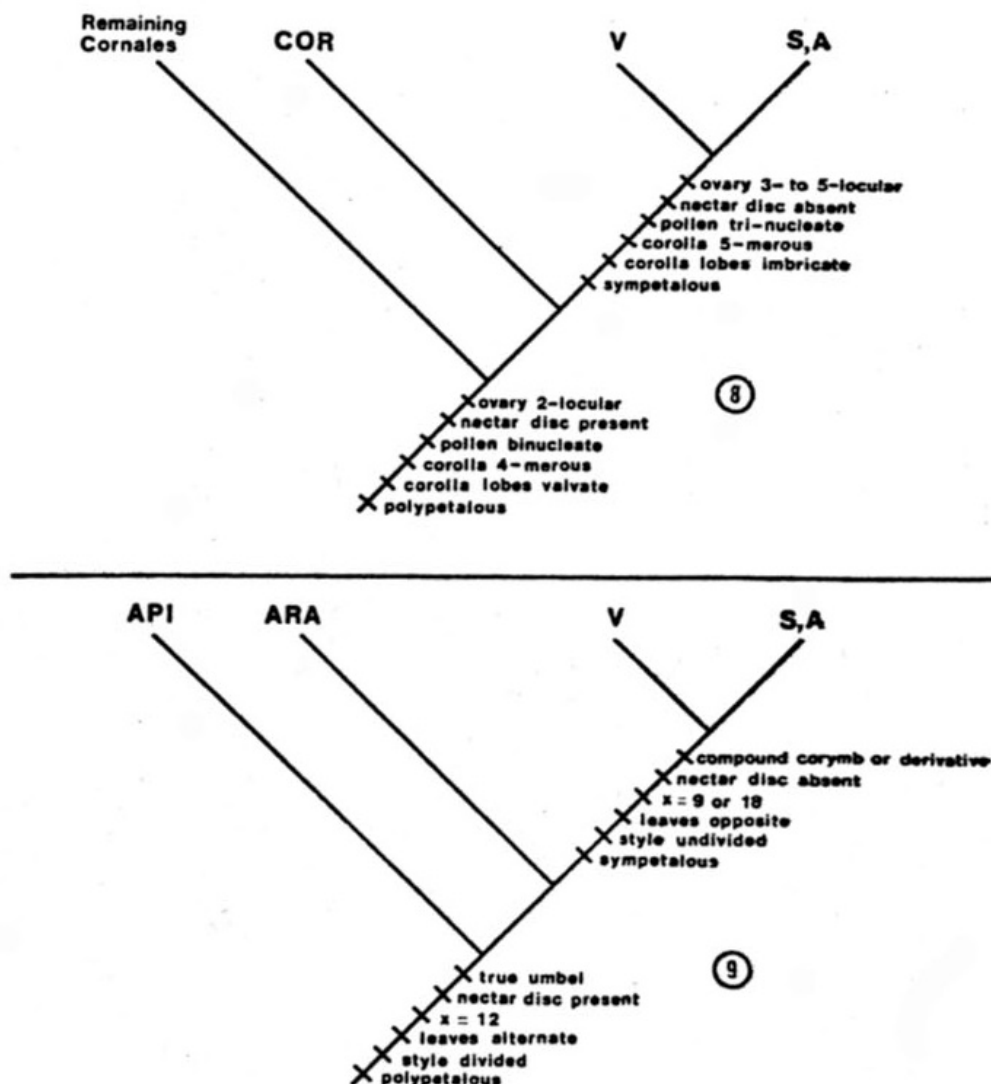 Remaining
Cornales
COR
V
S,A
ovary 3- to 5-locular
nectar disc absent
pollen tri-nucleate
corolla 5-merous
corolla lobes imbricate
sympetalous
8
ovary 2-locular
nectar disc present
pollen binucleate
corolla 4-merous
corolla lobes valvate
polypetalous
API
ARA
V
S,A
compound corymb or derivative
nectar disc absent
x = 9 or 18
leaves opposite
style undivided
sympetalous
9
true umbel
nectar disc present
x = 12
leaves alternate
style divided
polypetalous